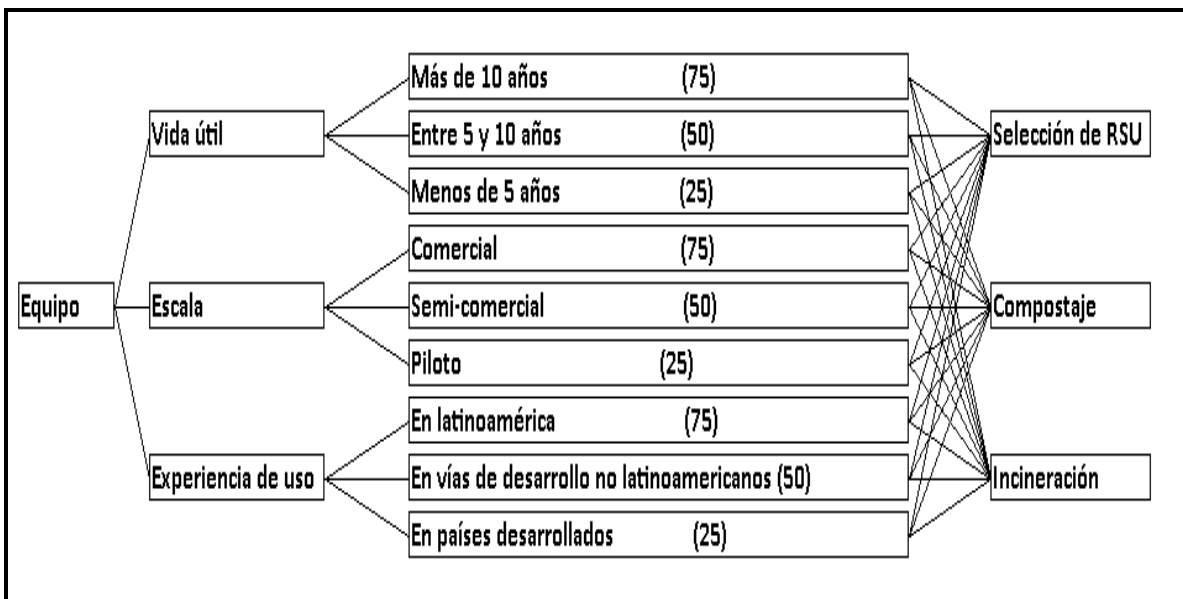 Más de 10 años (75)
Vida útil
Entre 5 y 10 años (50)
Selección de RSU
Menos de 5 años (25)
Comercial (75)
Equipo
Escala
Semi-comercial (50)
Compostaje
Piloto (25)
En latinoamérica (75)
Experiencia de uso
En vías de desarrollo no latinoamericanos (50)
Incineración
En países desarrollados (25)